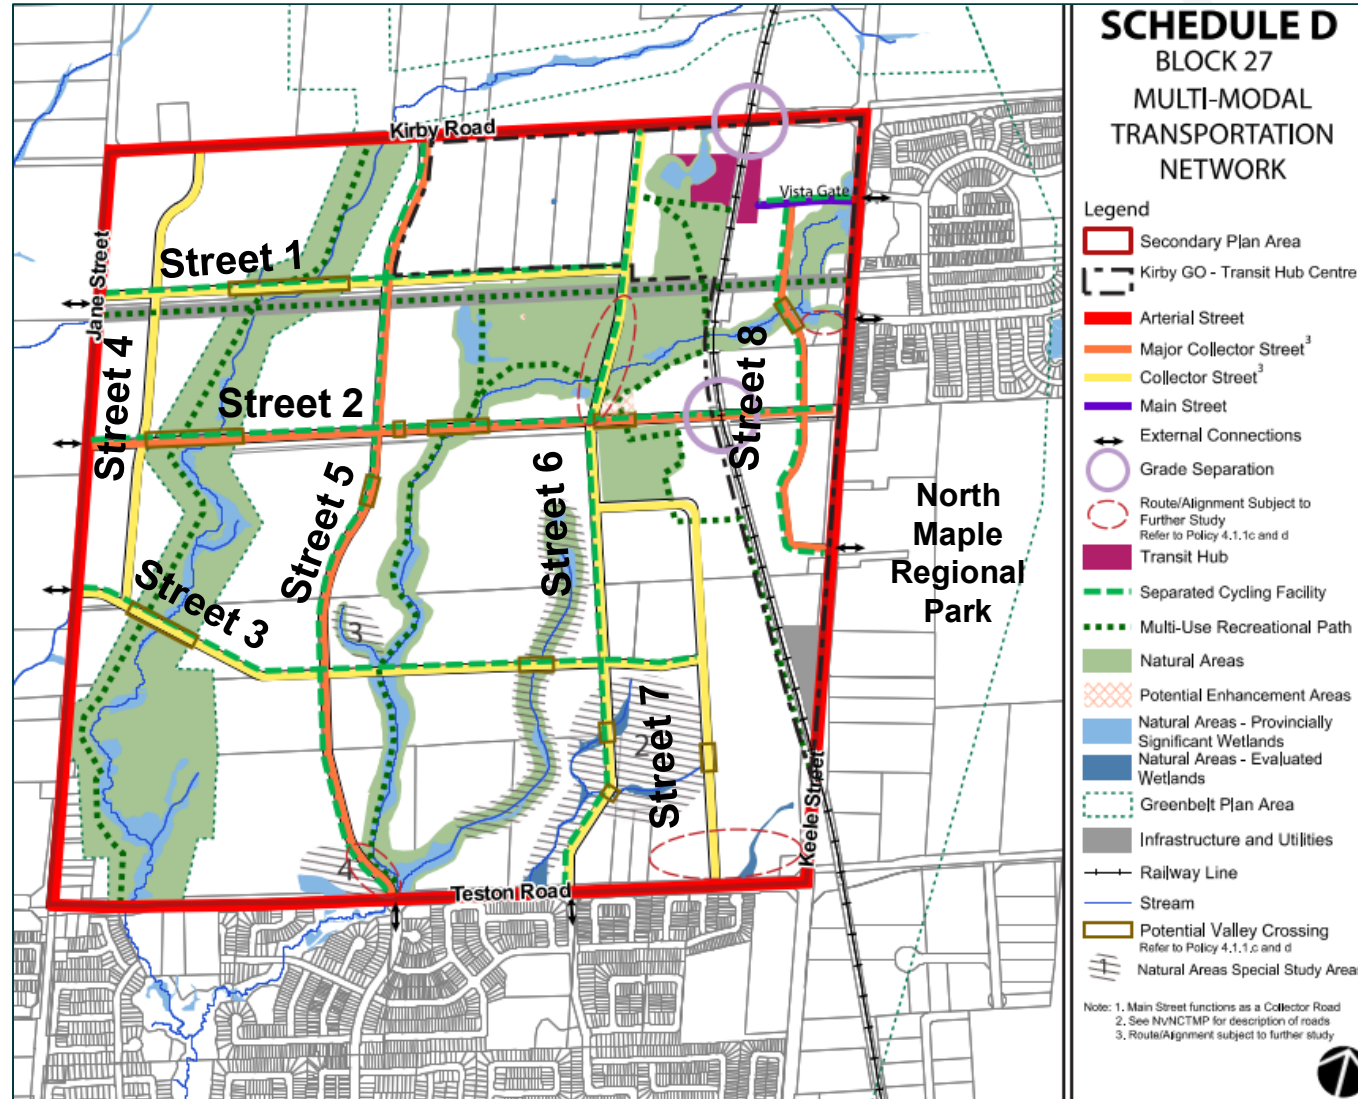 SCHEDULE D
BLOCK 27
MULTI-MODAL
TRANSPORTATION
NETWORK
Legend
Secondary Plan Area
Kirby GO - Transit Hub Centre
Arterial Street
Major Collector Street³
Collector Street³
Main Street
External Connections
Grade Separation
Route/Alignment Subject to
Further Study
Refer to Policy 4.1.1c and d
Transit Hub
Separated Cycling Facility
Multi-Use Recreational Path
Natural Areas
Potential Enhancement Areas
Natural Areas - Provincially
Significant Wetlands
Natural Areas - Evaluated
Wetlands
Greenbelt Plan Area
Infrastructure and Utilities
Railway Line
Stream
Potential Valley Crossing
Refer to Policy 4.1.1.c and d
1
Natural Areas Special Study Area
Note: 1. Main Street functions as a Collector Road
2. See NVNCTMP for description of roads
3. Route/Alignment subject to further study
Kirby Road
Vista Gate
Jane Street
Street 1
Street 4
Street 2
Street 8
Street 5
Street 6
North
Maple
Regional
Park
Street 3
3
2
Street 7
4
Keele Street
Teston Road